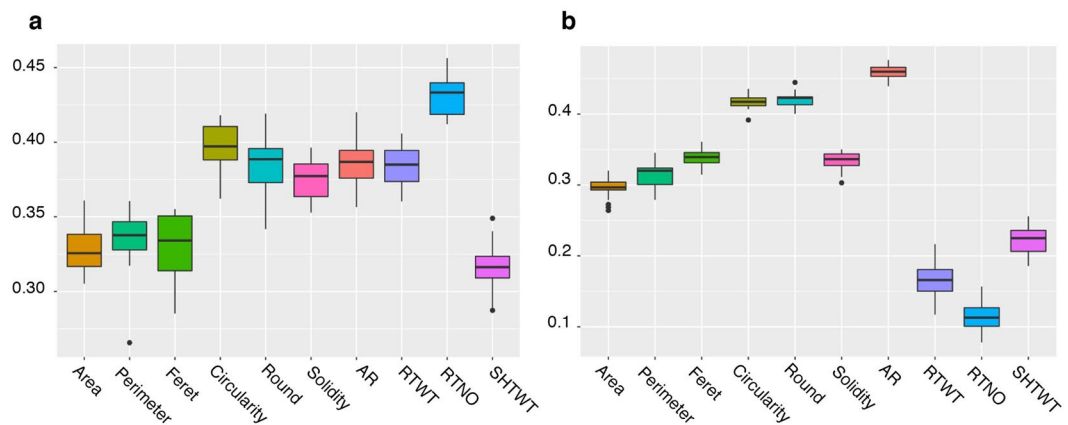 a
0.45
0.40
0.35
0.30
Area
Perimeter
Feret
Circularity
Round
Solidity
AR
RTWT
RTNO
SHTWT
b
0.4
0.3
0.2
0.1
Area
Perimeter
Feret
Circularity
Round
Solidity
AR
RTWT
RTNO
SHTWT